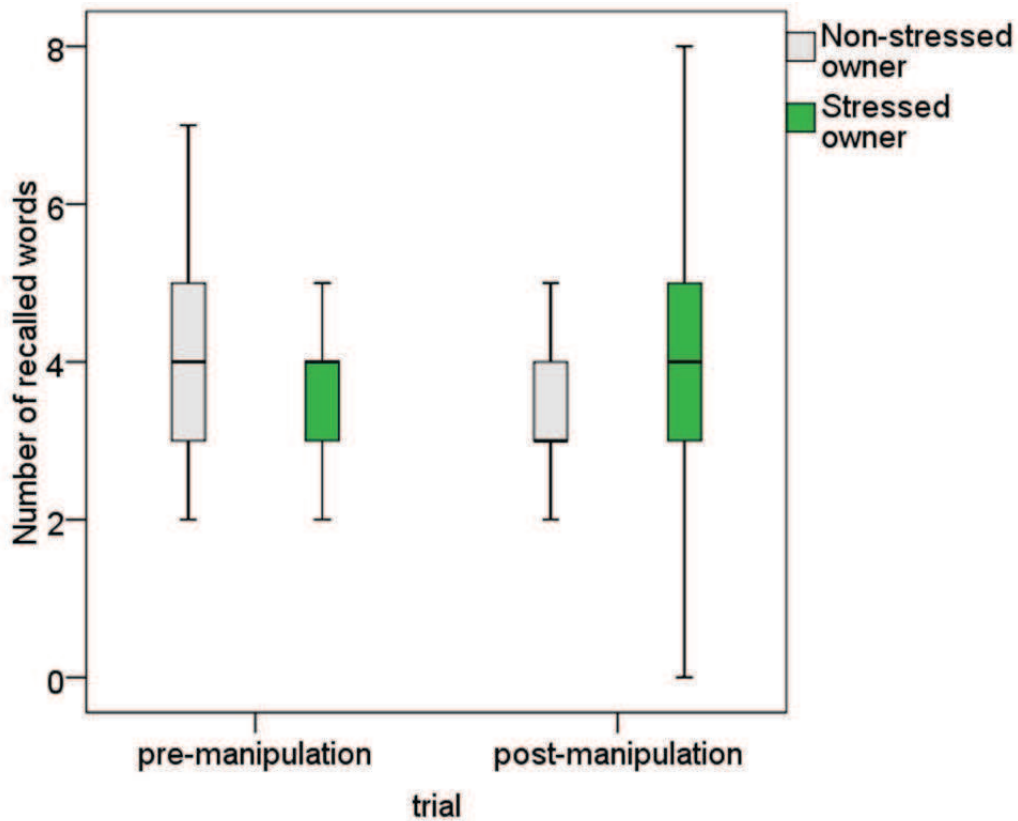 Non-stressed
owner
Stressed
owner
Number of recalled words
8
6
4
2
0
pre-manipulation
post-manipulation
trial